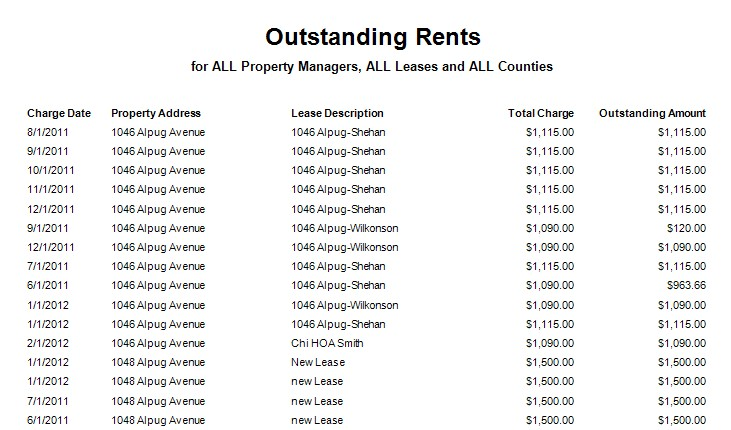 Outstanding Rents
for ALL Property Managers, ALL Leases and ALL Counties
Charge Date Property Address Lease Description Total Charge Outstanding Amount
8/1/2011 1046 Alpug Avenue 1046 Alpug-Shehan $1,115.00 $1,115.00
9/1/2011 1046 Alpug Avenue 1046 Alpug-Shehan $1,115.00 $1,115.00
10/1/2011 1046 Alpug Avenue 1046 Alpug-Shehan $1,115.00 $1,115.00
11/1/2011 1046 Alpug Avenue 1046 Alpug-Shehan $1,115.00 $1,115.00
12/1/2011 1046 Alpug Avenue 1046 Alpug-Shehan $1,115.00 $1,115.00
9/1/2011 1046 Alpug Avenue 1046 Alpug-Wilkonson $1,090.00 $120.00
12/1/2011 1046 Alpug Avenue 1046 Alpug-Wilkonson $1,090.00 $1,090.00
7/1/2011 1046 Alpug Avenue 1046 Alpug-Shehan $1,115.00 $1,115.00
6/1/2011 1046 Alpug Avenue 1046 Alpug-Shehan $1,090.00 $963.66
1/1/2012 1046 Alpug Avenue 1046 Alpug-Wilkonson $1,090.00 $1,090.00
1/1/2012 1046 Alpug Avenue 1046 Alpug-Shehan $1,115.00 $1,115.00
2/1/2012 1046 Alpug Avenue Chi HOA Smith $1,090.00 $1,090.00
1/1/2012 1048 Alpug Avenue New Lease $1,500.00 $1,500.00
1/1/2012 1048 Alpug Avenue new Lease $1,500.00 $1,500.00
7/1/2011 1048 Alpug Avenue new Lease $1,500.00 $1,500.00
6/1/2011 1048 Alpug Avenue new Lease $1,500.00 $1,500.00